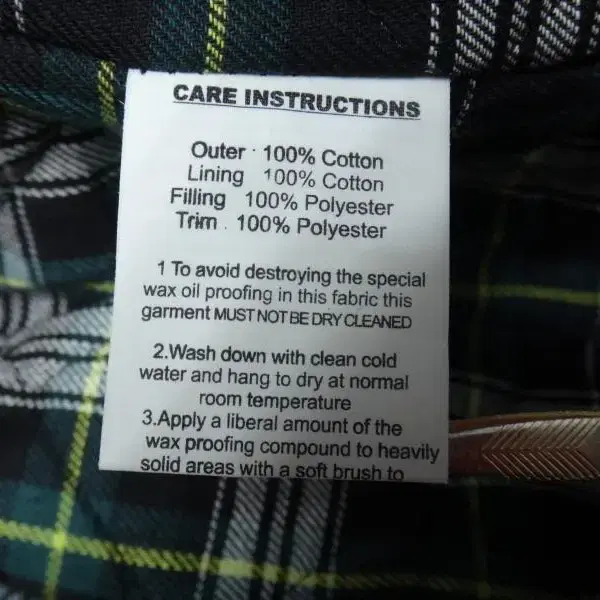 CARE INSTRUCTIONS
Outer · 100% Cotton
Lining 100% Cotton
Filling 100% Polyester
Trim . 100% Polyester
1 To avoid destroying the special
wax oil proofing in this fabric this
garment MUST NOT BE DRY CLEANED
2.Wash down with clean cold
water and hang to dry at normal
room temperature
3.Apply a liberal amount of the
wax proofing compound to heavily
solid areas with a soft brush to